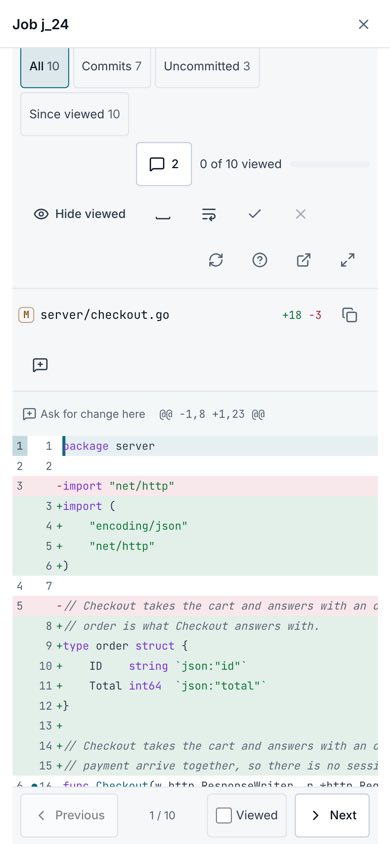 Job j_24
All 10
Commits 7
Uncommitted 3
Since viewed 10
2
0 of 10 viewed
Hide viewed
M server/checkout.go +18 -3
Ask for change here @@ -1,8 +1,23 @@
1 1 package server
2 2
3 -import "net/http"
3 +import (
4 + "encoding/json"
5 + "net/http"
6 +)
4 7
5 -// Checkout takes the cart and answers with an
8 +// order is what Checkout answers with.
9 +type order struct {
10 + ID string `json:"id"`
11 + Total int64 `json:"total"`
12 +}
13 +
14 +// Checkout takes the cart and answers with an
15 +// payment arrive together, so there is no
func Checkout(w http.ResponseWriter, r
Previous
1 / 10
Viewed
Next